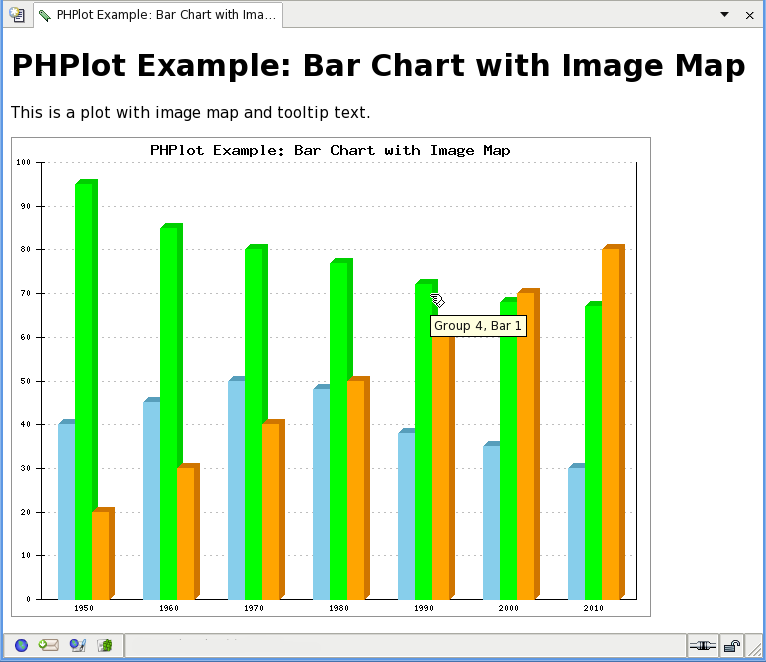 PHPlot Example: Bar Chart with Ima...
PHPlot Example: Bar Chart with Image Map
This is a plot with image map and tooltip text.
PHPlot Example: Bar Chart with Image Map
100
90
80
70
60
50
40
30
20
10
0
Group 4, Bar 1
1950 1960 1970 1980 1990 2000 2010